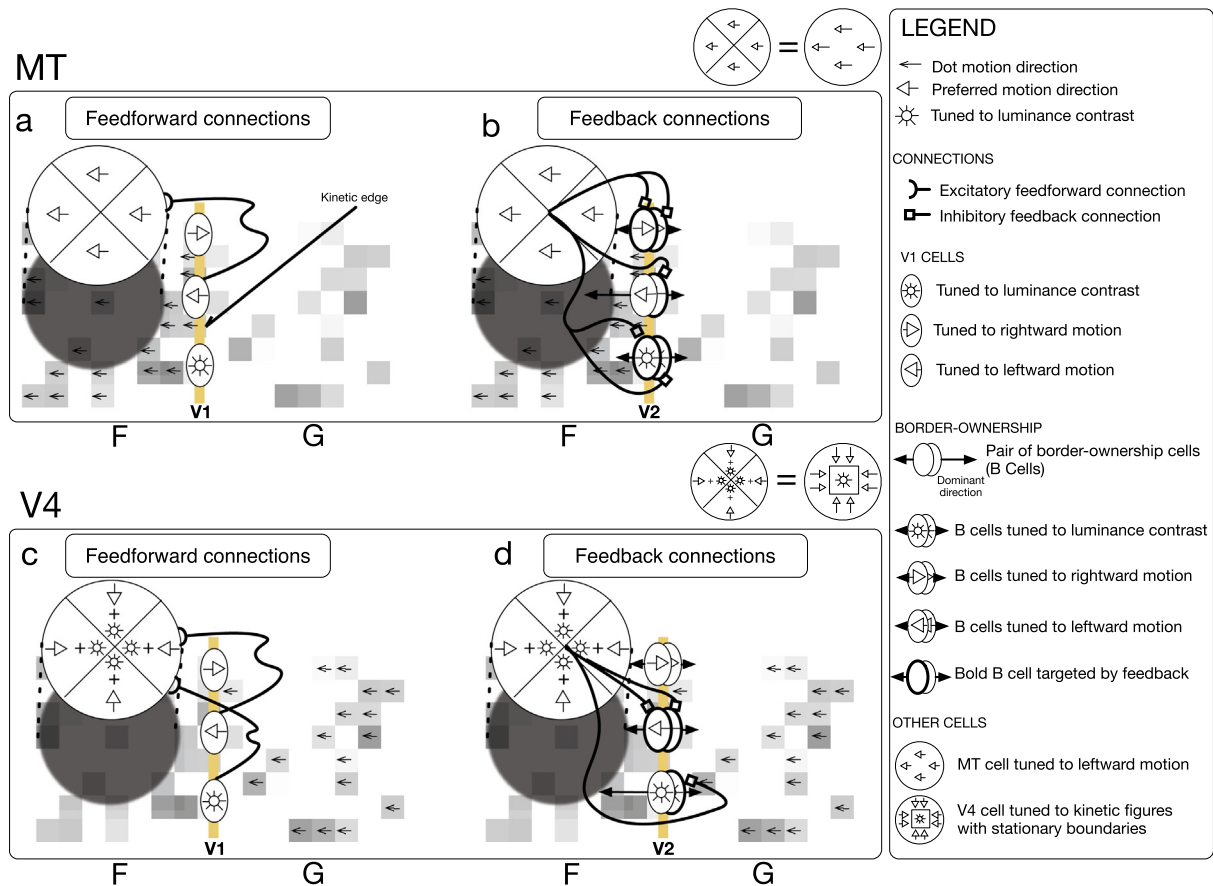 MT
=
a
Feedforward connections
b
Feedback connections
Kinetic edge
V1
V2
F
G
F
G
V4
=
c
Feedforward connections
d
Feedback connections
V1
V2
F
G
F
G
LEGEND
Dot motion direction
Preferred motion direction
Tuned to luminance contrast
CONNECTIONS
Excitatory feedforward connection
Inhibitory feedback connection
V1 CELLS
Tuned to luminance contrast
Tuned to rightward motion
Tuned to leftward motion
BORDER-OWNERSHIP
Pair of border-ownership cells
(B Cells)
Dominant
direction
B cells tuned to luminance contrast
B cells tuned to rightward motion
B cells tuned to leftward motion
Bold B cell targeted by feedback
OTHER CELLS
MT cell tuned to leftward motion
V4 cell tuned to kinetic figures
with stationary boundaries